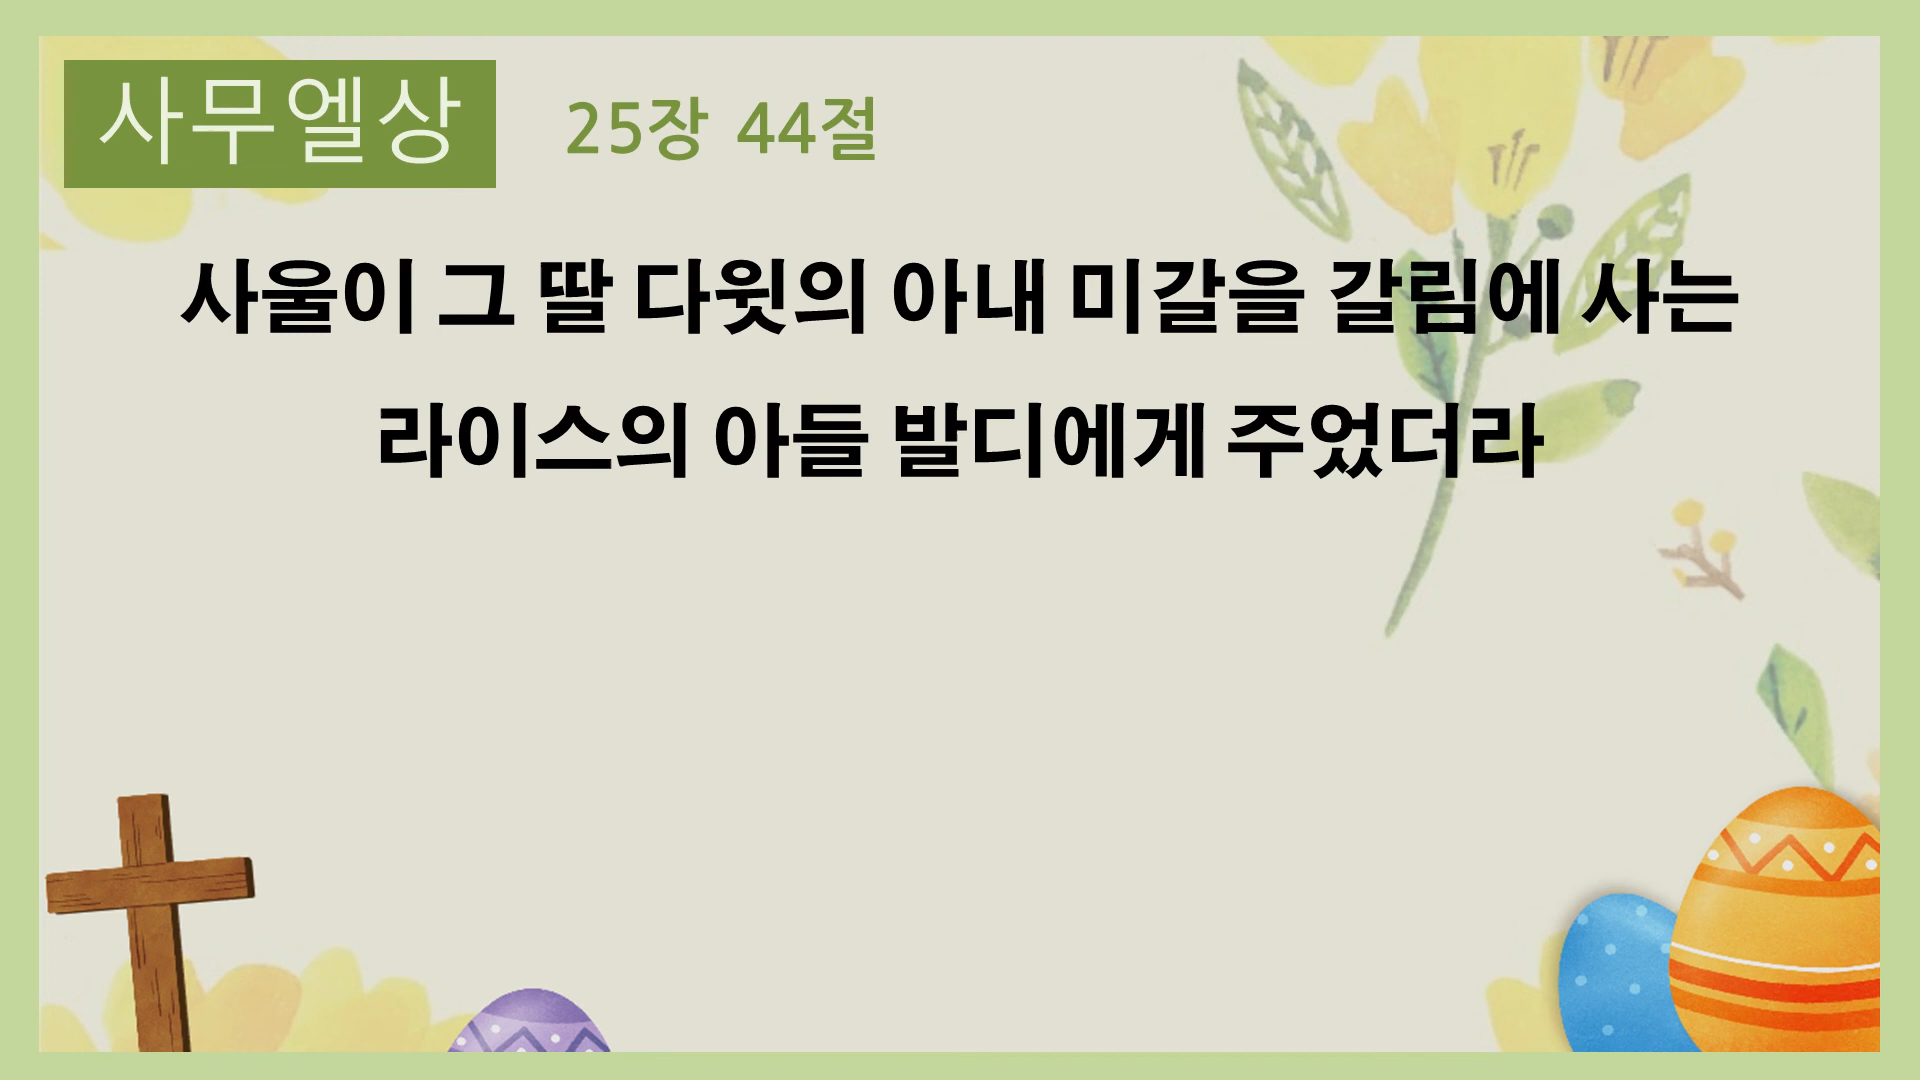 사무엘상 25장 44절
사울이 그 딸 다윗의 아내 미갈을 갈림에 사는
라이스의 아들 발디에게 주었더라